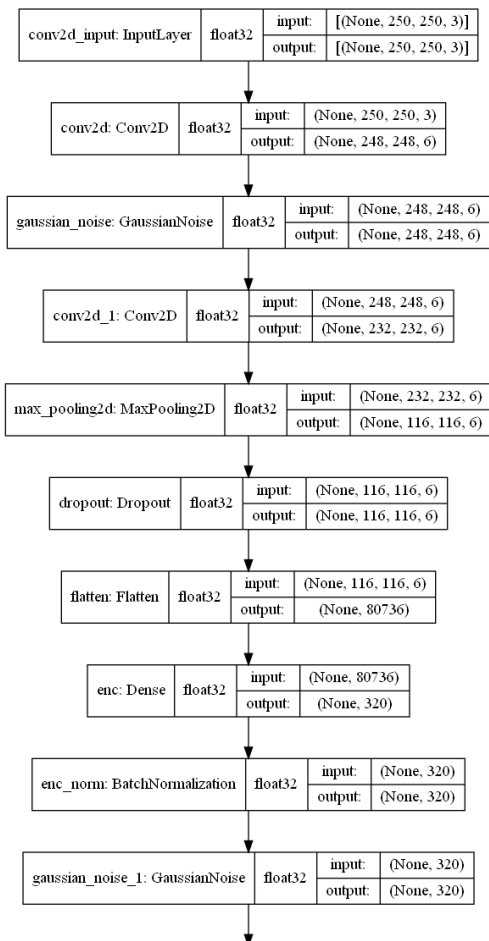 conv2d_input: InputLayer float32 input: [(None, 250, 250, 3)]
output: [(None, 250, 250, 3)]
conv2d: Conv2D float32 input: (None, 250, 250, 3)
output: (None, 248, 248, 6)
gaussian_noise: GaussianNoise float32 input: (None, 248, 248, 6)
output: (None, 248, 248, 6)
conv2d_1: Conv2D float32 input: (None, 248, 248, 6)
output: (None, 232, 232, 6)
max_pooling2d: MaxPooling2D float32 input: (None, 232, 232, 6)
output: (None, 116, 116, 6)
dropout: Dropout float32 input: (None, 116, 116, 6)
output: (None, 116, 116, 6)
flatten: Flatten float32 input: (None, 116, 116, 6)
output: (None, 80736)
enc: Dense float32 input: (None, 80736)
output: (None, 320)
enc_norm: BatchNormalization float32 input: (None, 320)
output: (None, 320)
gaussian_noise_1: GaussianNoise float32 input: (None, 320)
output: (None, 320)